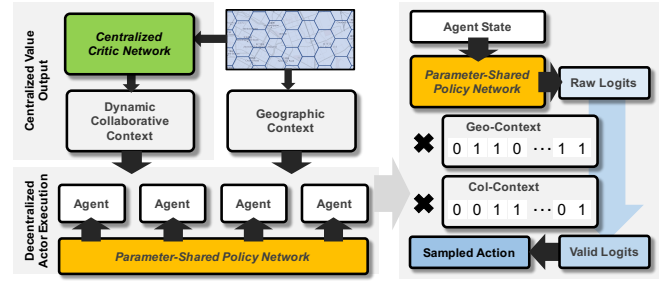 Centralized Value
Output
Centralized
Critic Network
Dynamic
Collaborative
Context
Geographic
Context
Decentralized
Actor Execution
Agent
Agent
Agent
Agent
Parameter-Shared Policy Network
Agent State
Parameter-Shared
Policy Network
Raw Logits
Geo-Context
0 1 1 0 ··· 1 1
Col-Context
0 0 1 1 ··· 0 1
Sampled Action
Valid Logits